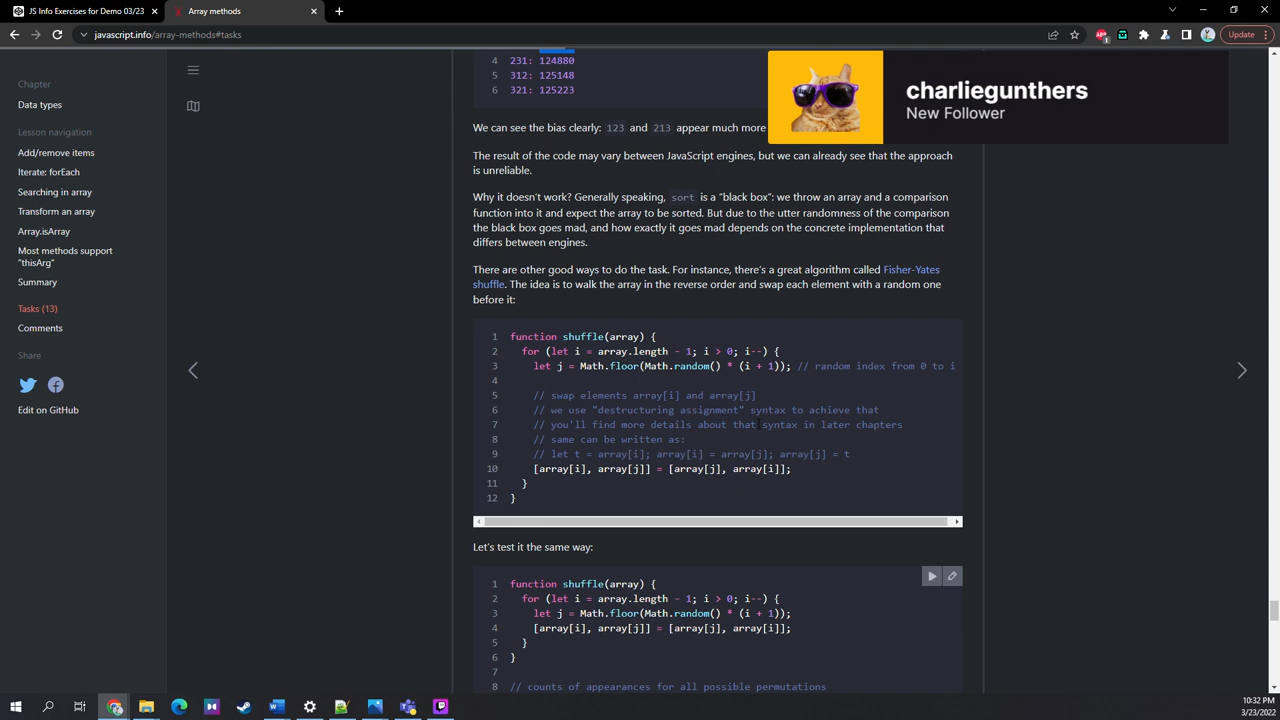 JS Info Exercises for Demo 03/23
Array methods
javascript.info/array-methods#tasks
ABP
1
Update
Chapter
Data types
Lesson navigation
Add/remove items
Iterate: forEach
Searching in array
Transform an array
Array.isArray
Most methods support
"thisArg"
Summary
Tasks (13)
Comments
Share
Edit on GitHub
4 231: 124880
5 312: 125148
6 321: 125223
charliegunthers
New Follower
We can see the bias clearly: 123 and 213 appear much more
The result of the code may vary between JavaScript engines, but we can already see that the approach
is unreliable.
Why it doesn't work? Generally speaking, sort is a "black box": we throw an array and a comparison
function into it and expect the array to be sorted. But due to the utter randomness of the comparison
the black box goes mad, and how exactly it goes mad depends on the concrete implementation that
differs between engines.
There are other good ways to do the task. For instance, there's a great algorithm called Fisher-Yates
shuffle. The idea is to walk the array in the reverse order and swap each element with a random one
before it:
1 function shuffle(array) {
2 for (let i = array.length - 1; i > 0; i--) {
3 let j = Math.floor(Math.random() * (i + 1)); // random index from 0 to i
4
5 // swap elements array[i] and array[j]
6 // we use "destructuring assignment" syntax to achieve that
7 // you'll find more details about that syntax in later chapters
8 // same can be written as:
9 // let t = array[i]; array[i] = array[j]; array[j] = t
10 [array[i], array[j]] = [array[j], array[i]];
11 }
12 }
Let's test it the same way:
1 function shuffle(array) {
2 for (let i = array.length - 1; i > 0; i--) {
3 let j = Math.floor(Math.random() * (i + 1));
4 [array[i], array[j]] = [array[j], array[i]];
5 }
6 }
7
8 // counts of appearances for all possible permutations
10:32 PM
3/23/2022